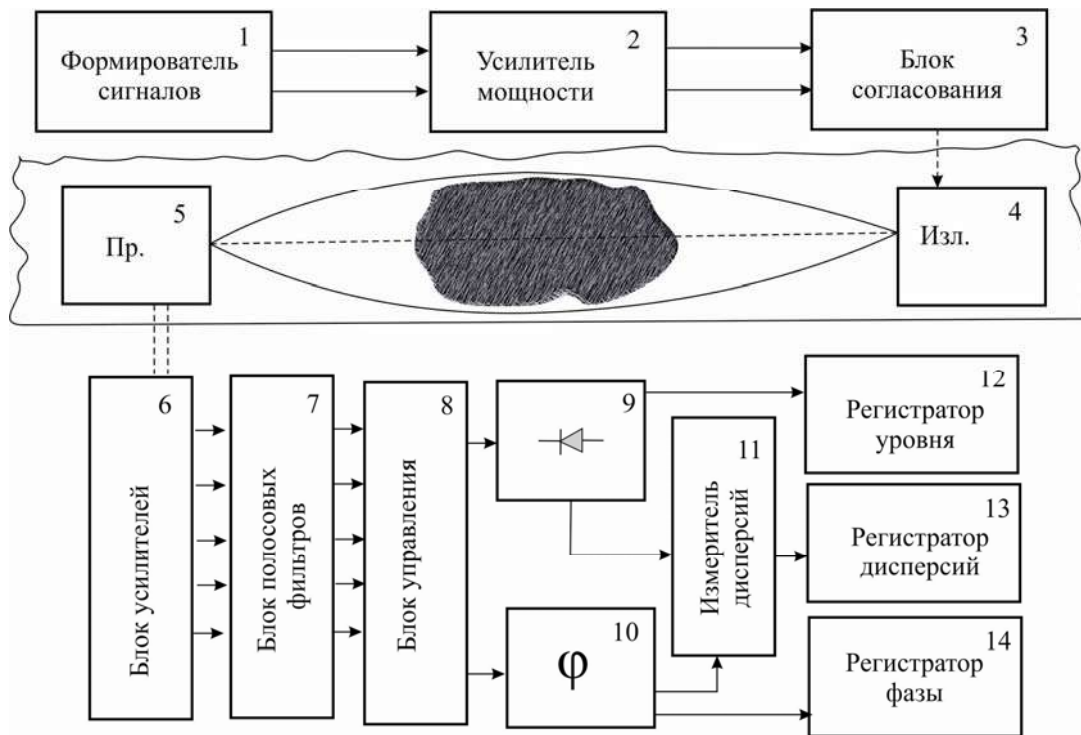 1
Формирователь
сигналов
2
Усилитель
мощности
3
Блок
согласования
5
Пр.
4
Изл.
6
Блок усилителей
7
Блок полосовых
фильтров
8
Блок управления
9
10
φ
11
Измеритель
дисперсий
12
Регистратор
уровня
13
Регистратор
дисперсий
14
Регистратор
фазы